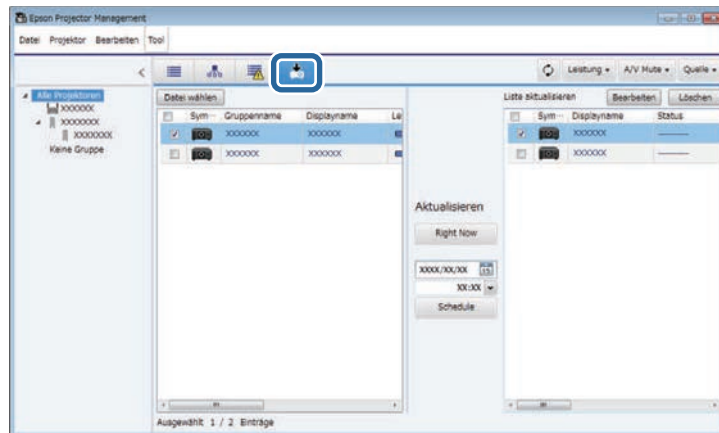 Epson Projector Management
Datei Projektor Bearbeiten Tool
Leistung A/V Mute Quelle
Alle Projektoren
XXXXXX
XXXXXXX
XXXXXXX
Keine Gruppe
Datei wählen
Sym... Gruppenname Displayname Le
XXXXXX XXXXXX
XXXXXX XXXXXX
Ausgewählt 1 / 2 Einträge
Aktualisieren
Right Now
XXXX/XX/XX 15
XX:XX
Schedule
Liste aktualisieren Bearbeiten Löschen
Sym... Displayname Status
XXXXXX ———
XXXXXX ———